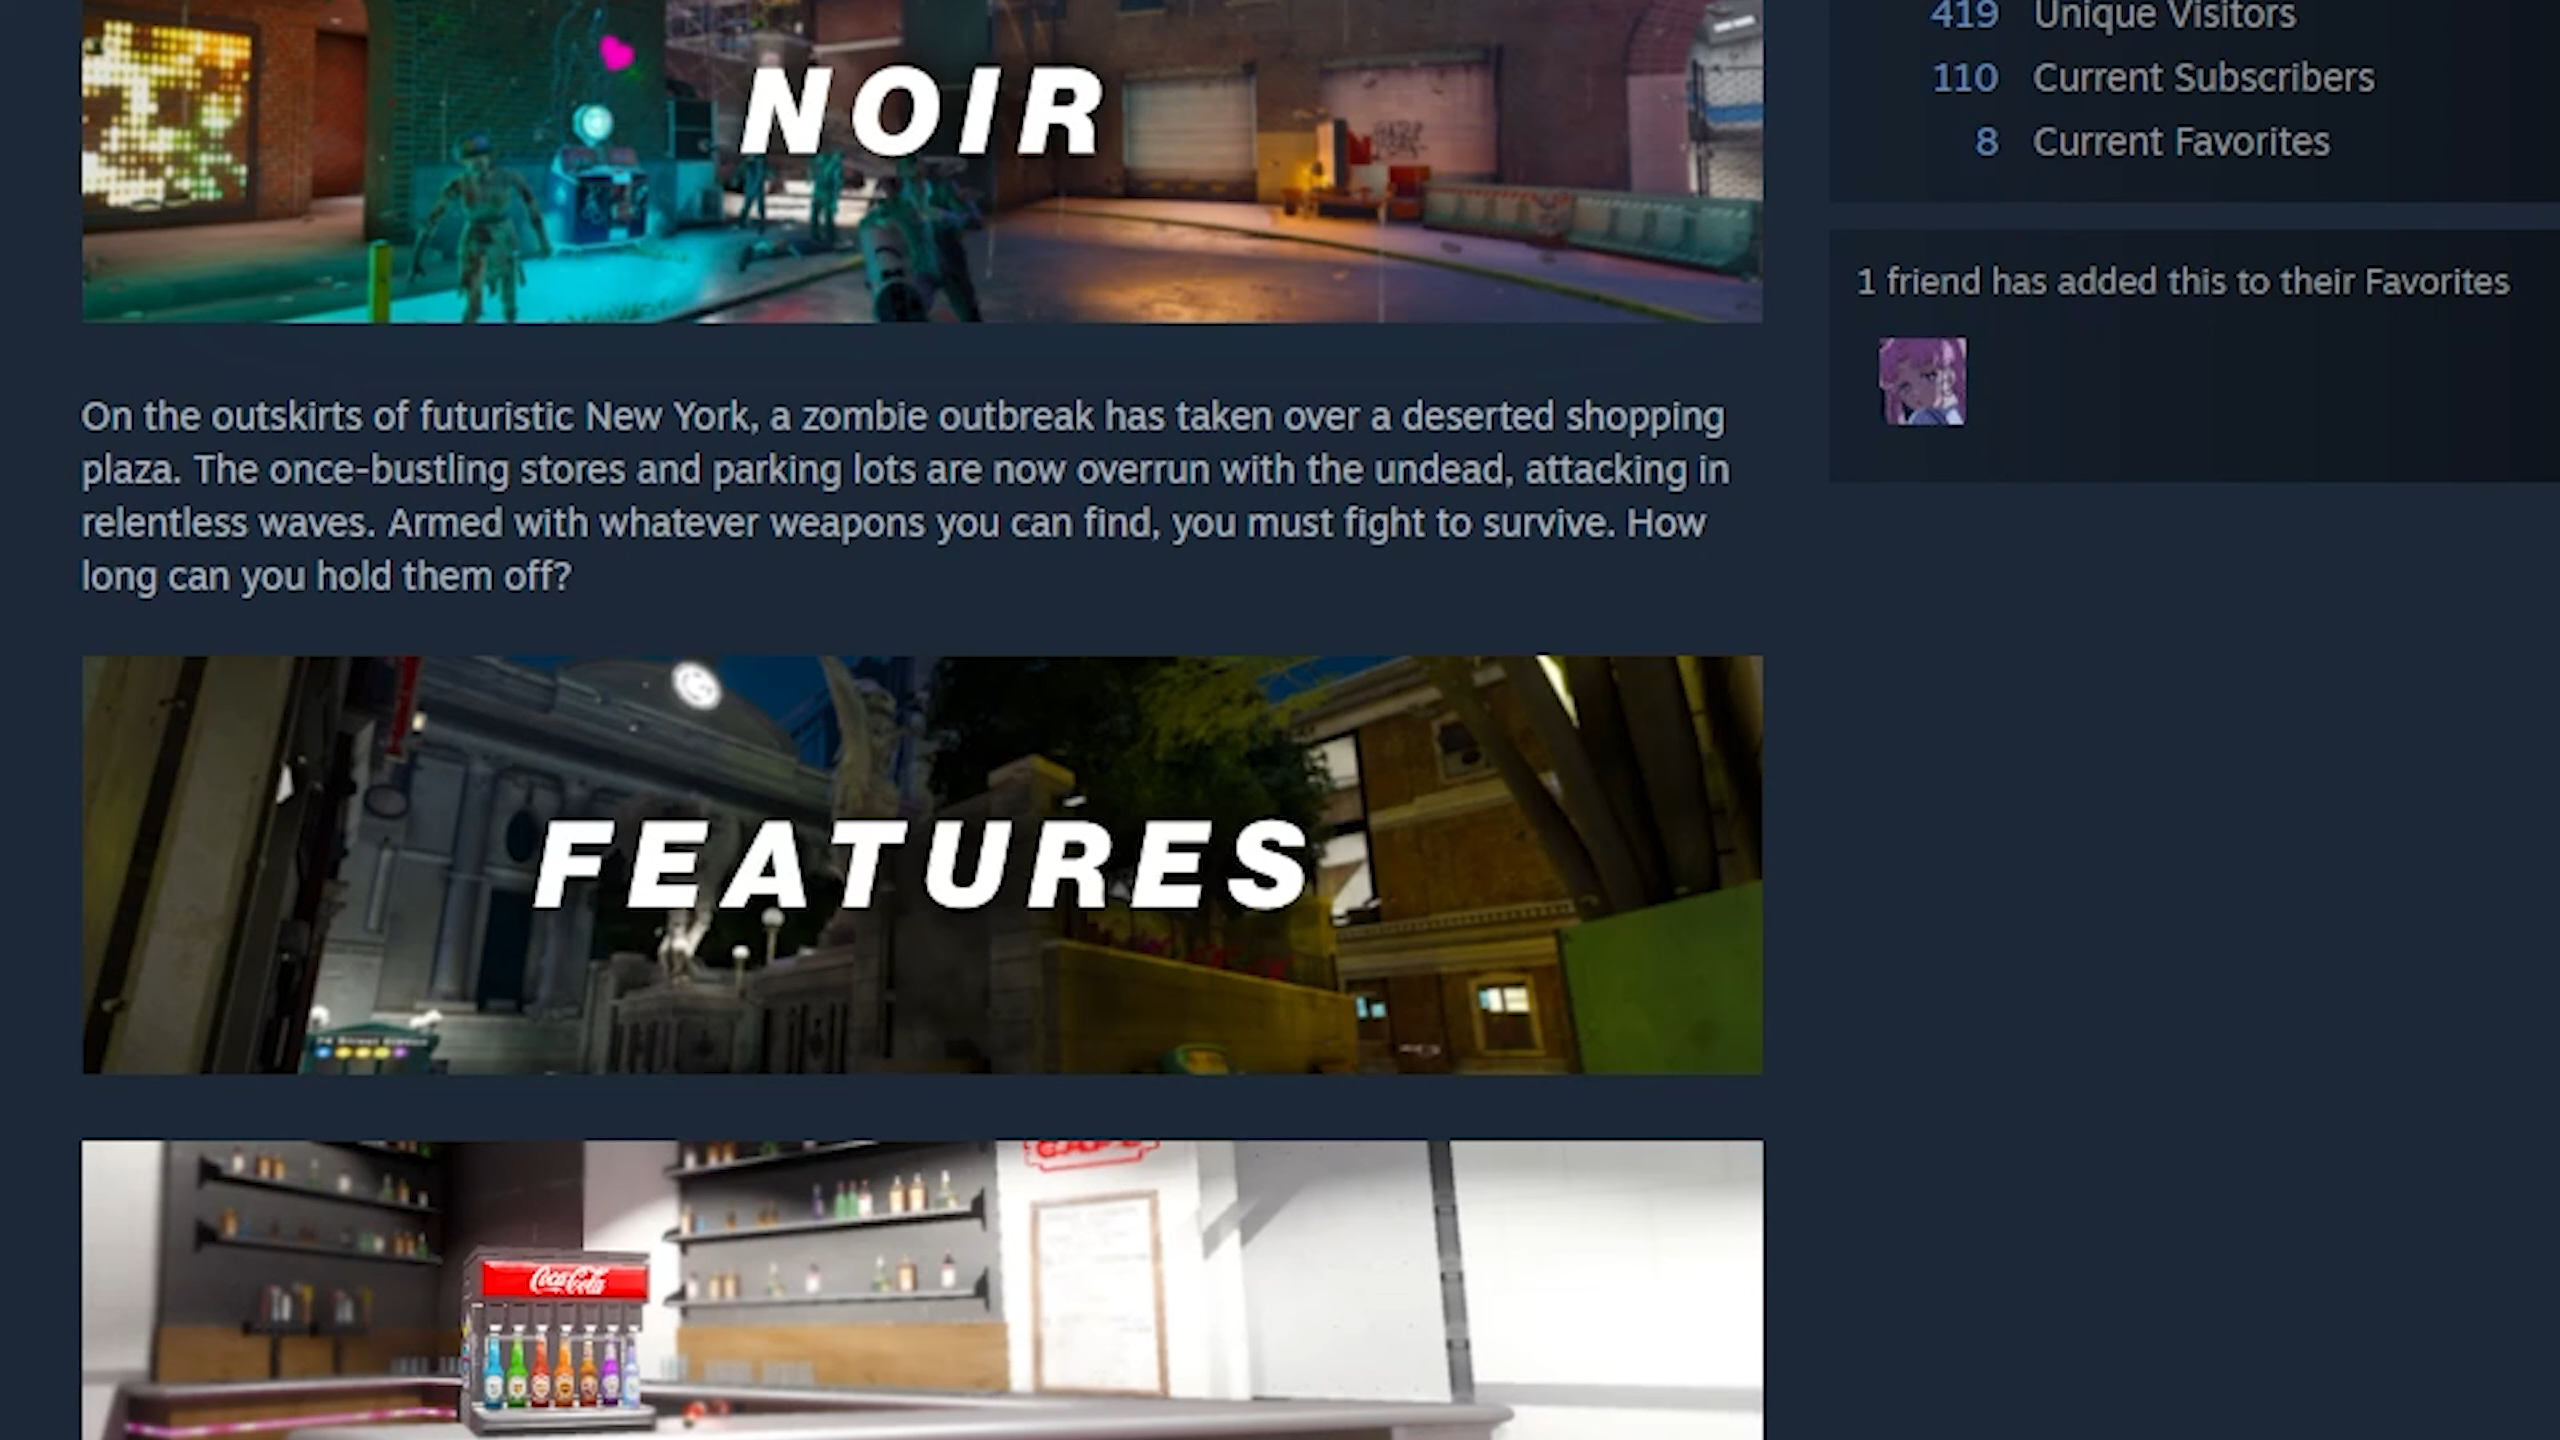 NOIR
419 Unique Visitors
110 Current Subscribers
8 Current Favorites
1 friend has added this to their Favorites
On the outskirts of futuristic New York, a zombie outbreak has taken over a deserted shopping
plaza. The once-bustling stores and parking lots are now overrun with the undead, attacking in
relentless waves. Armed with whatever weapons you can find, you must fight to survive. How
long can you hold them off?
FEATURES
Coca-Cola